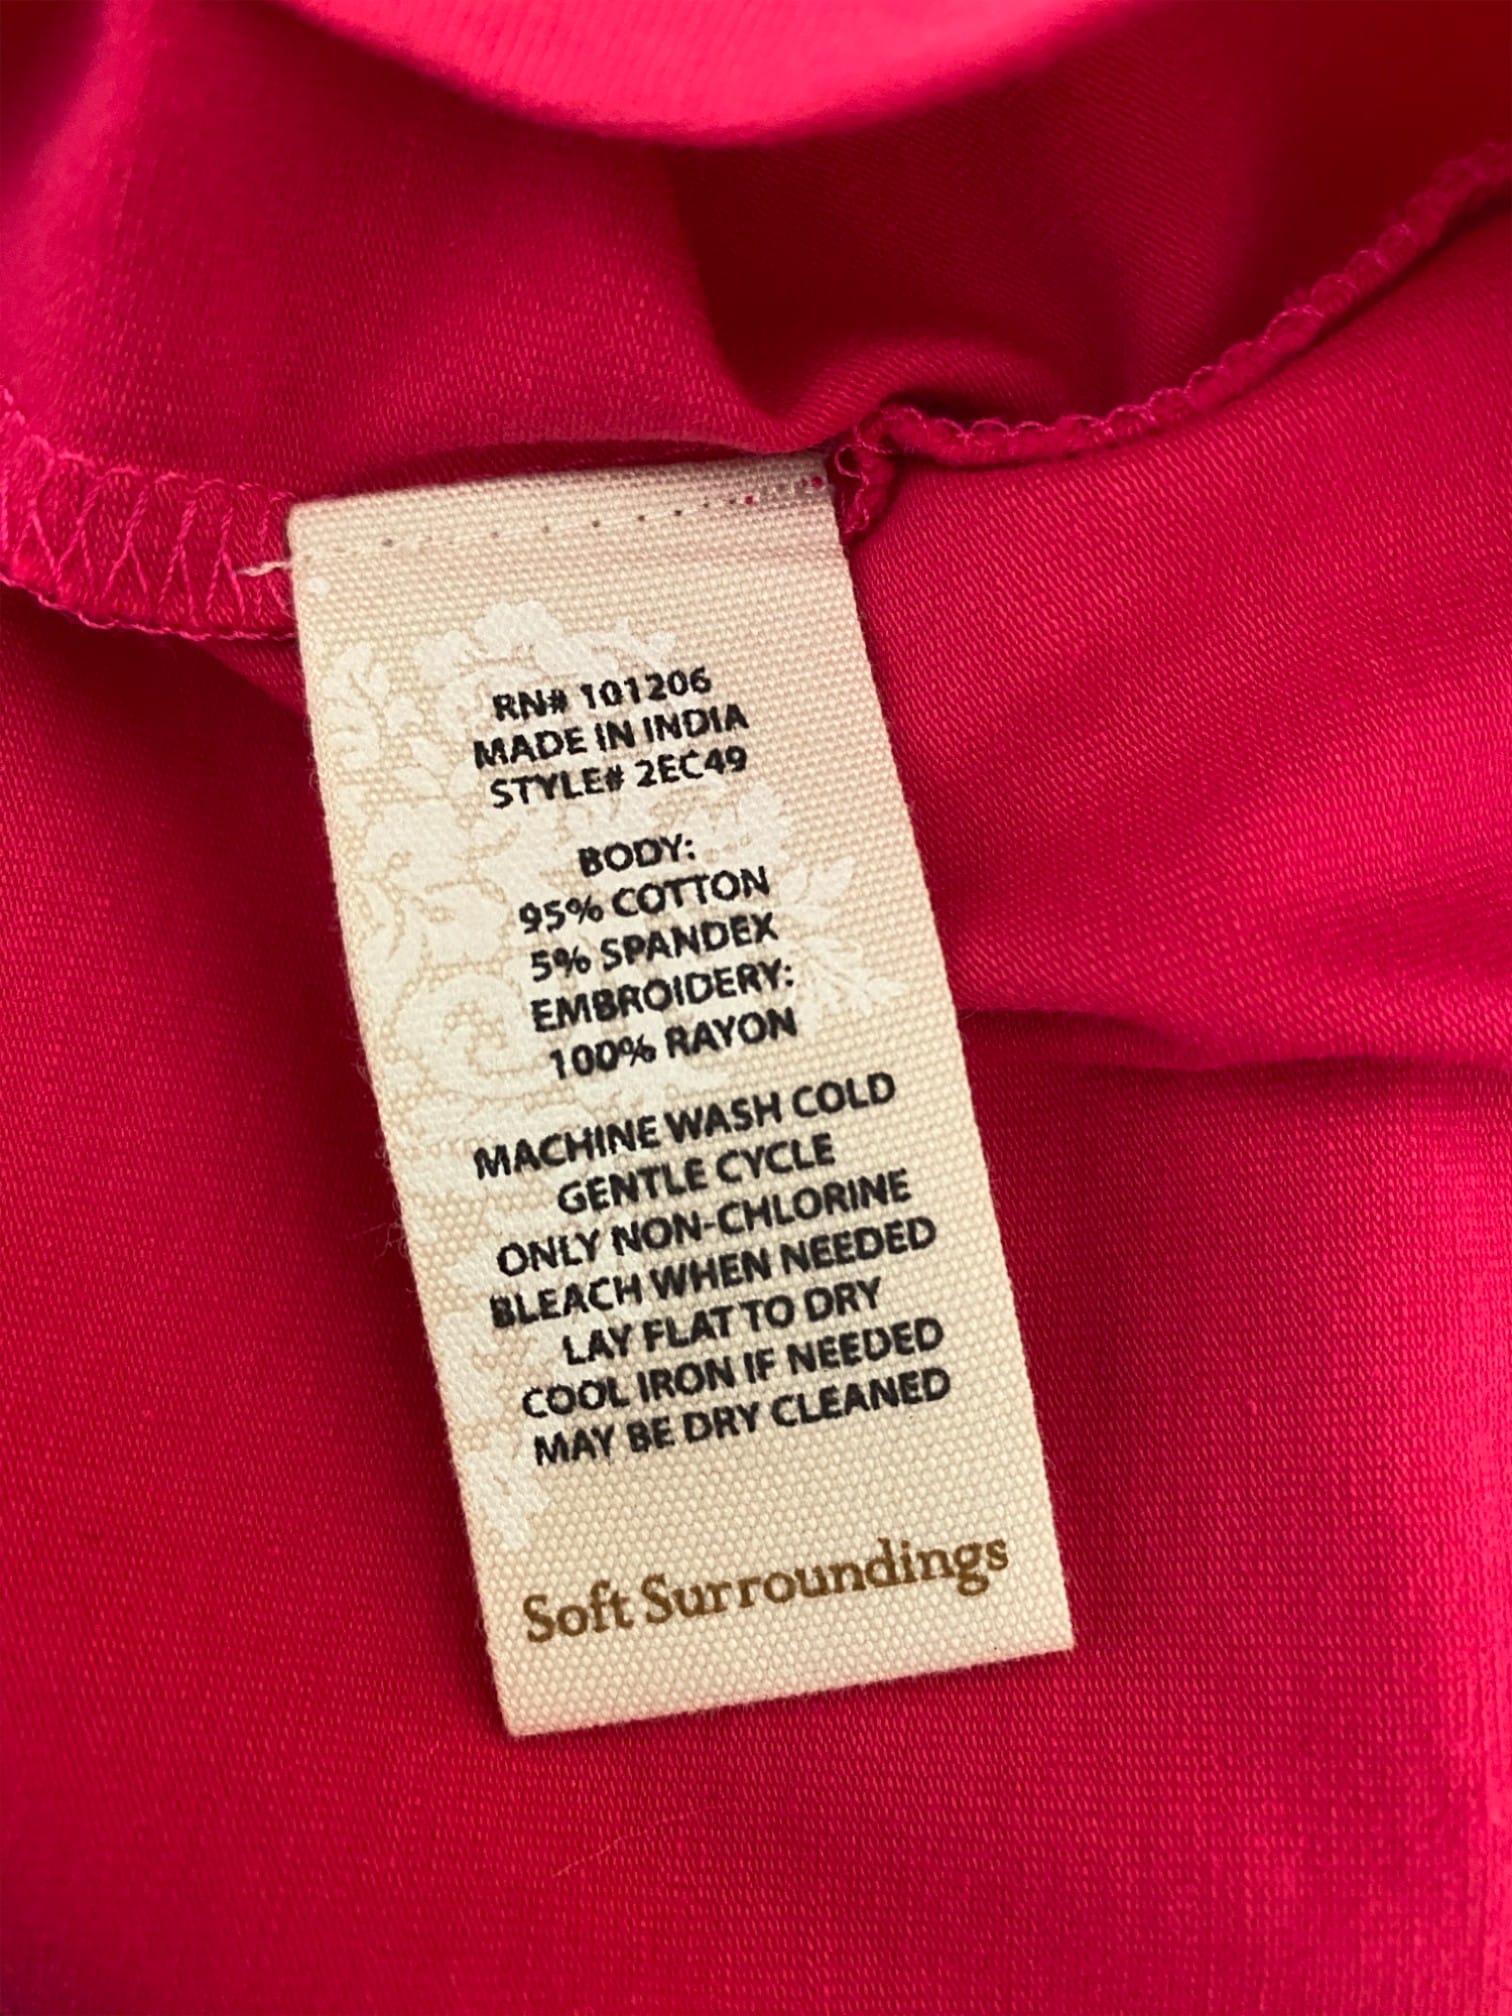 RN# 101206
MADE IN INDIA
STYLE# 2EC49
BODY:
95% COTTON
5% SPANDEX
EMBROIDERY:
100% RAYON
MACHINE WASH COLD
GENTLE CYCLE
ONLY NON-CHLORINE
BLEACH WHEN NEEDED
LAY FLAT TO DRY
COOL IRON IF NEEDED
MAY BE DRY CLEANED
Soft Surroundings